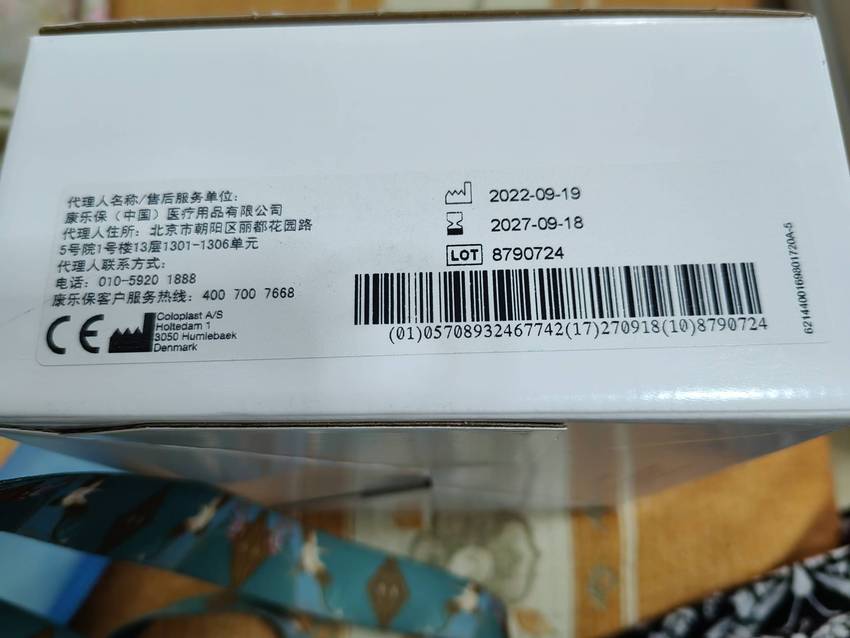 代理人名称/售后服务单位:
康乐保（中国）医疗用品有限公司
代理人住所: 北京市朝阳区丽都花园路
5号院1号楼13层1301-1306单元
代理人联系方式:
电话: 010-5920 1888
康乐保客户服务热线: 400 700 7668
CE
Coloplast A/S
Holtedam 1
3050 Humlebaek
Denmark
2022-09-19
2027-09-18
LOT 8790724
(01)05708932467742(17)270918(10)8790724
6214400169801720A-5